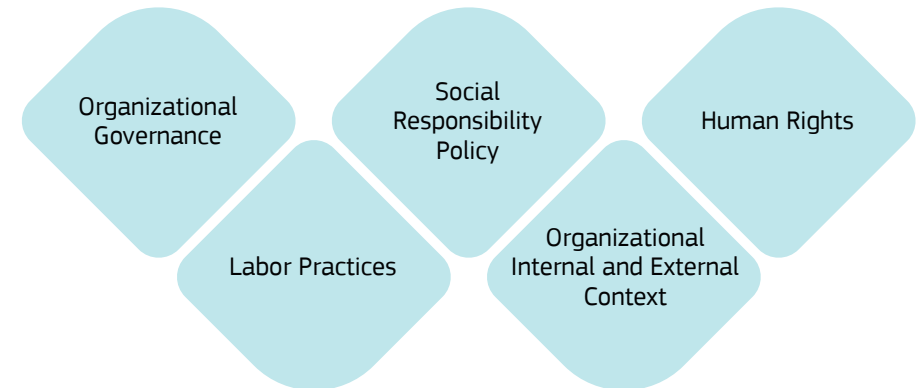 Organizational
Governance
Social
Responsibility
Policy
Human Rights
Labor Practices
Organizational
Internal and External
Context